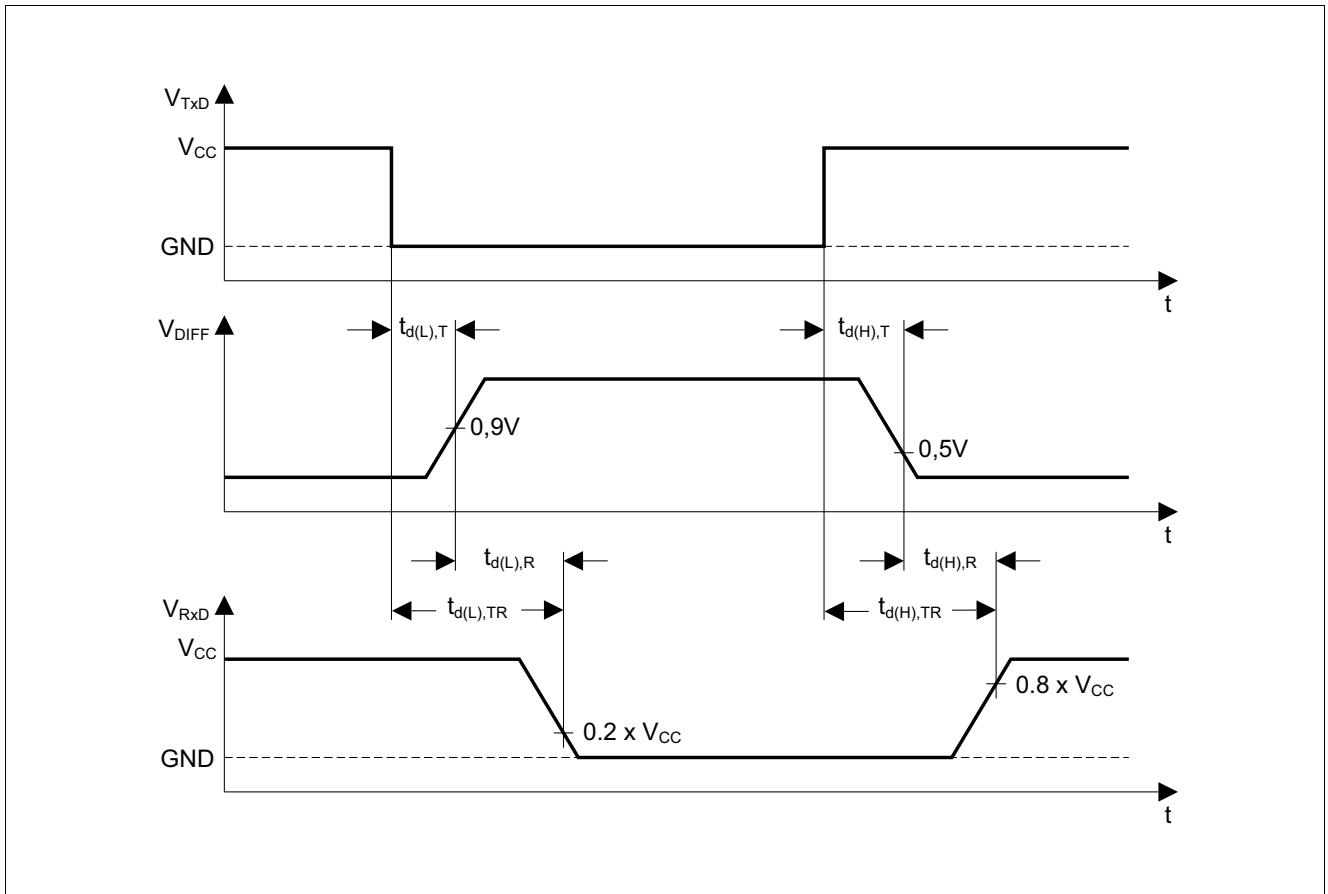 V_TxD
V_CC
GND
t
V_DIFF
t_d(L),T
t_d(H),T
0,9V
0,5V
t
t_d(L),R
t_d(H),R
V_RxD
t_d(L),TR
t_d(H),TR
V_CC
0.8 x V_CC
0.2 x V_CC
GND
t